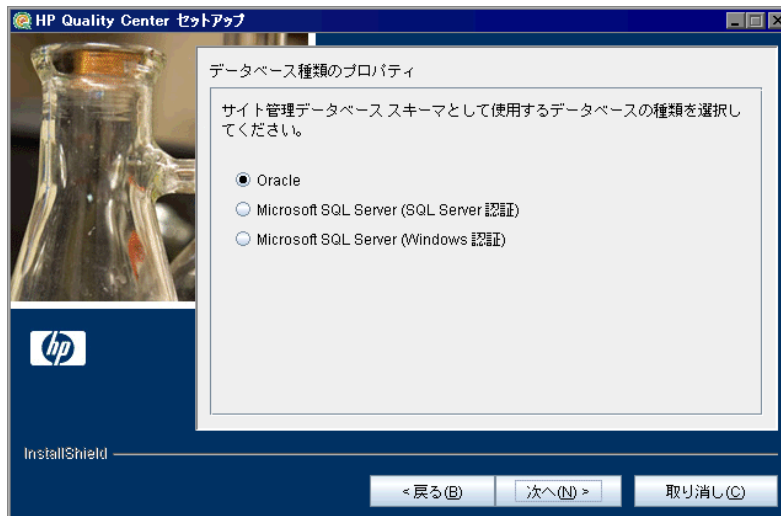 HP Quality Center セットアップ
データベース種類のプロパティ
サイト管理データベース スキーマとして使用するデータベースの種類を選択し
てください。
Oracle
Microsoft SQL Server (SQL Server 認証)
Microsoft SQL Server (Windows 認証)
hp
InstallShield
< 戻る(B)
次へ(N) >
取り消し(C)